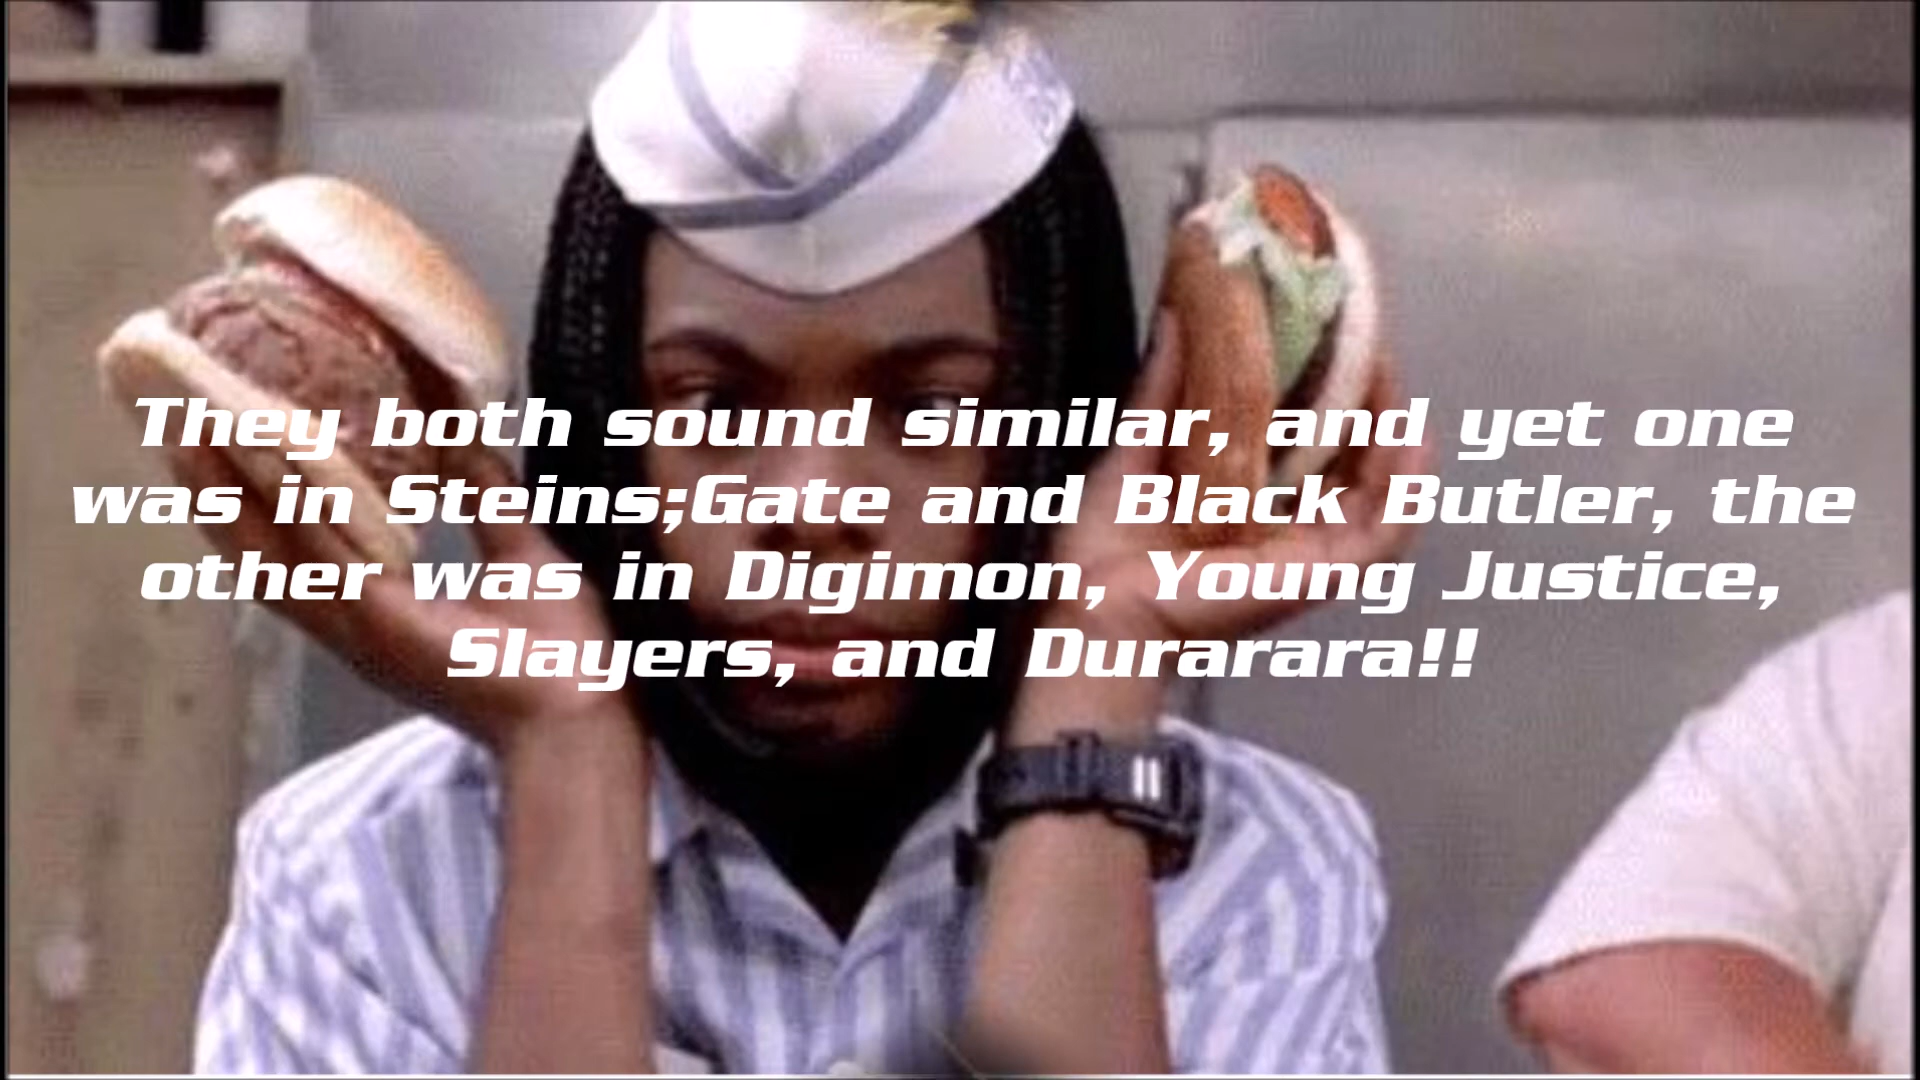 They both sound similar, and yet one
was in Steins;Gate and Black Butler, the
other was in Digimon, Young Justice,
Slayers, and Durarara!!